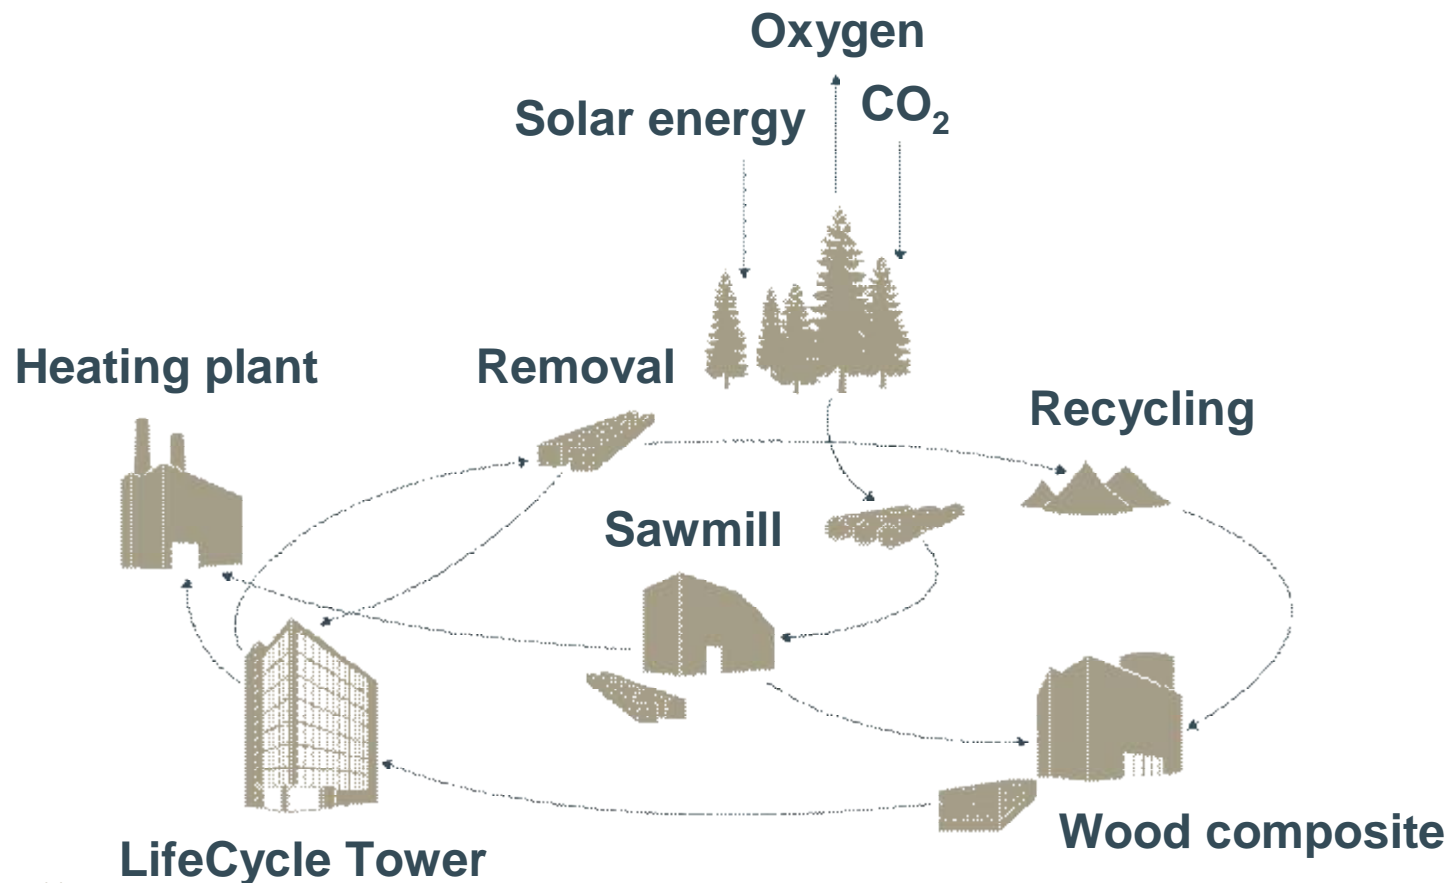 Oxygen
Solar energy
CO₂
Heating plant
Removal
Recycling
Sawmill
Wood composite
LifeCycle Tower